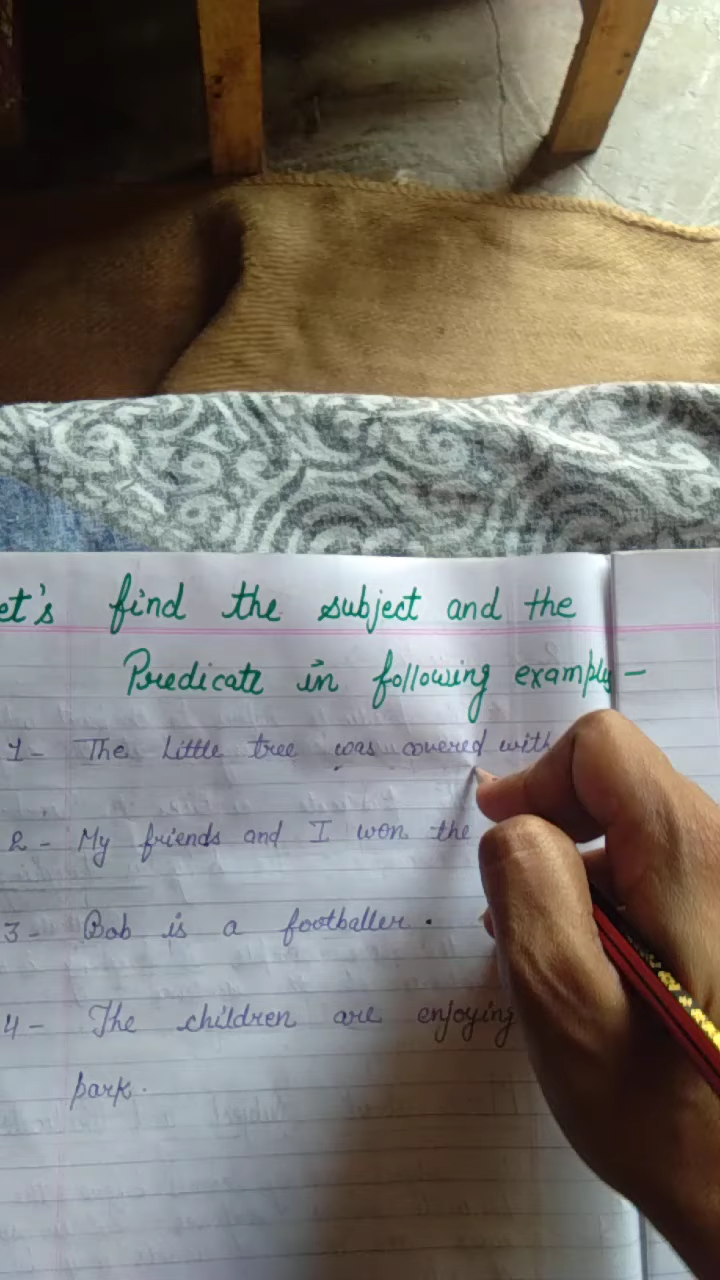 et's find the subject and the
Predicate in following example –
1- The little tree was covered with
2- My friends and I won the
3- Bob is a footballer.
4- The children are enjoying
park.